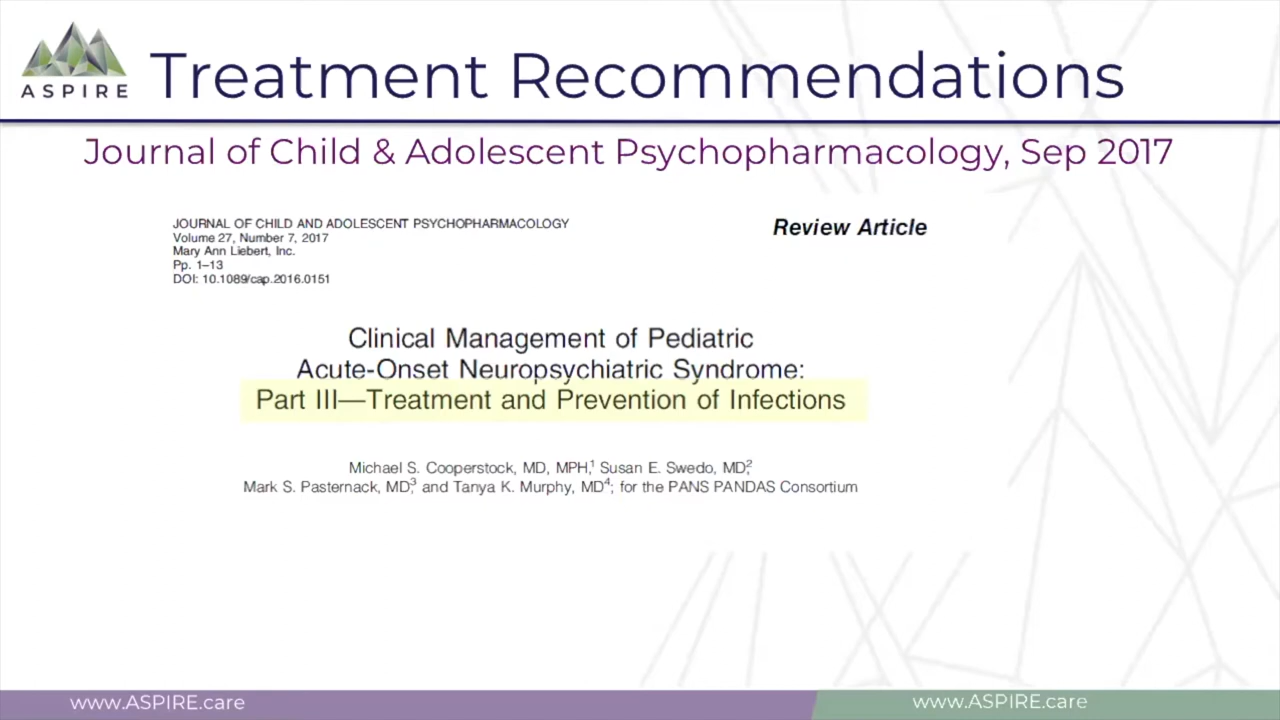 ASPIRE
Treatment Recommendations
Journal of Child & Adolescent Psychopharmacology, Sep 2017
JOURNAL OF CHILD AND ADOLESCENT PSYCHOPHARMACOLOGY
Volume 27, Number 7, 2017
Mary Ann Liebert, Inc.
Pp. 1–13
DOI: 10.1089/cap.2016.0151
Review Article
Clinical Management of Pediatric
Acute-Onset Neuropsychiatric Syndrome:
Part III—Treatment and Prevention of Infections
Michael S. Cooperstock, MD, MPH,1 Susan E. Swedo, MD,2
Mark S. Pasternack, MD,3 and Tanya K. Murphy, MD4; for the PANS PANDAS Consortium
www.ASPIRE.care
www.ASPIRE.care